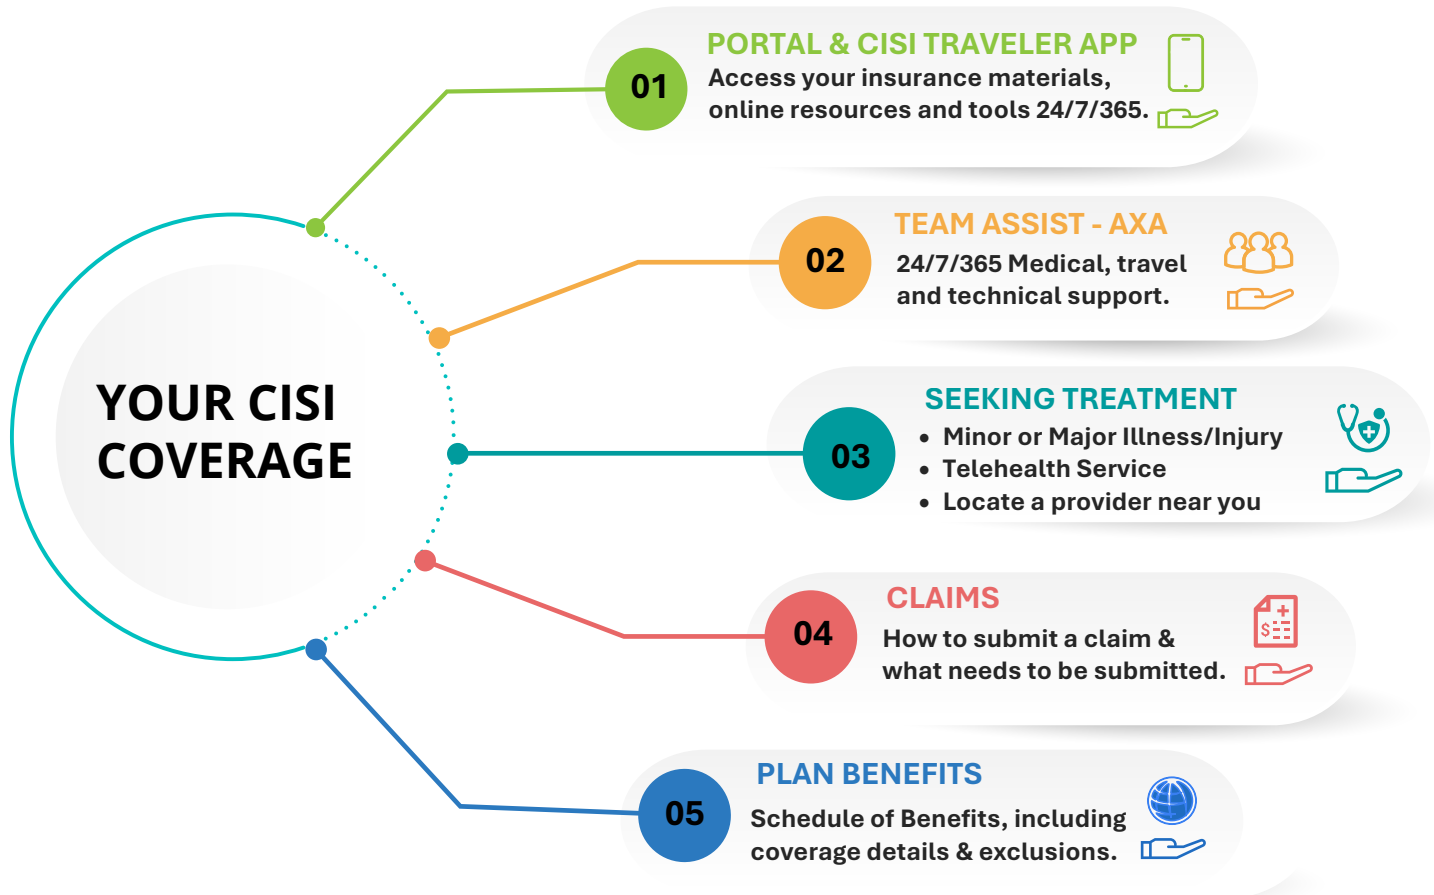 YOUR CISI
COVERAGE
01
PORTAL & CISI TRAVELER APP
Access your insurance materials,
online resources and tools 24/7/365.
02
TEAM ASSIST - AXA
24/7/365 Medical, travel
and technical support.
03
SEEKING TREATMENT
• Minor or Major Illness/Injury
• Telehealth Service
• Locate a provider near you
04
CLAIMS
How to submit a claim &
what needs to be submitted.
$
05
PLAN BENEFITS
Schedule of Benefits, including
coverage details & exclusions.